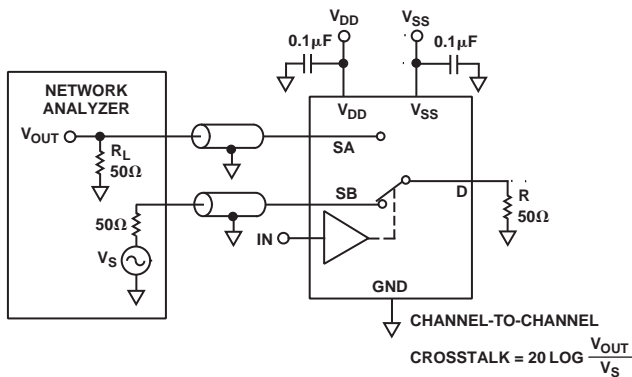 VDD
VSS
0.1µF
0.1µF
NETWORK
ANALYZER
VDD
VSS
VOUT
RL
50Ω
SA
50Ω
SB
D
R
50Ω
VS
IN
GND
CHANNEL-TO-CHANNEL
CROSSTALK = 20 LOG VOUT
VS